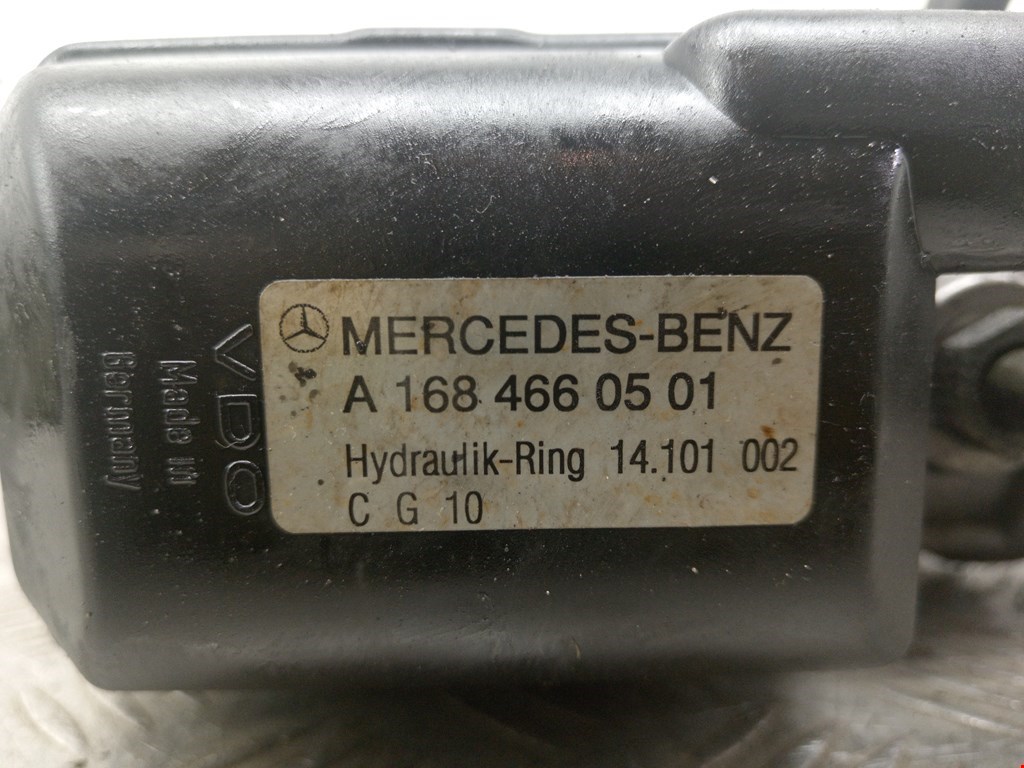 MERCEDES-BENZ
A 168 466 05 01
Hydraulik-Ring 14.101 002
C G 10
VDO
Made in
Germany